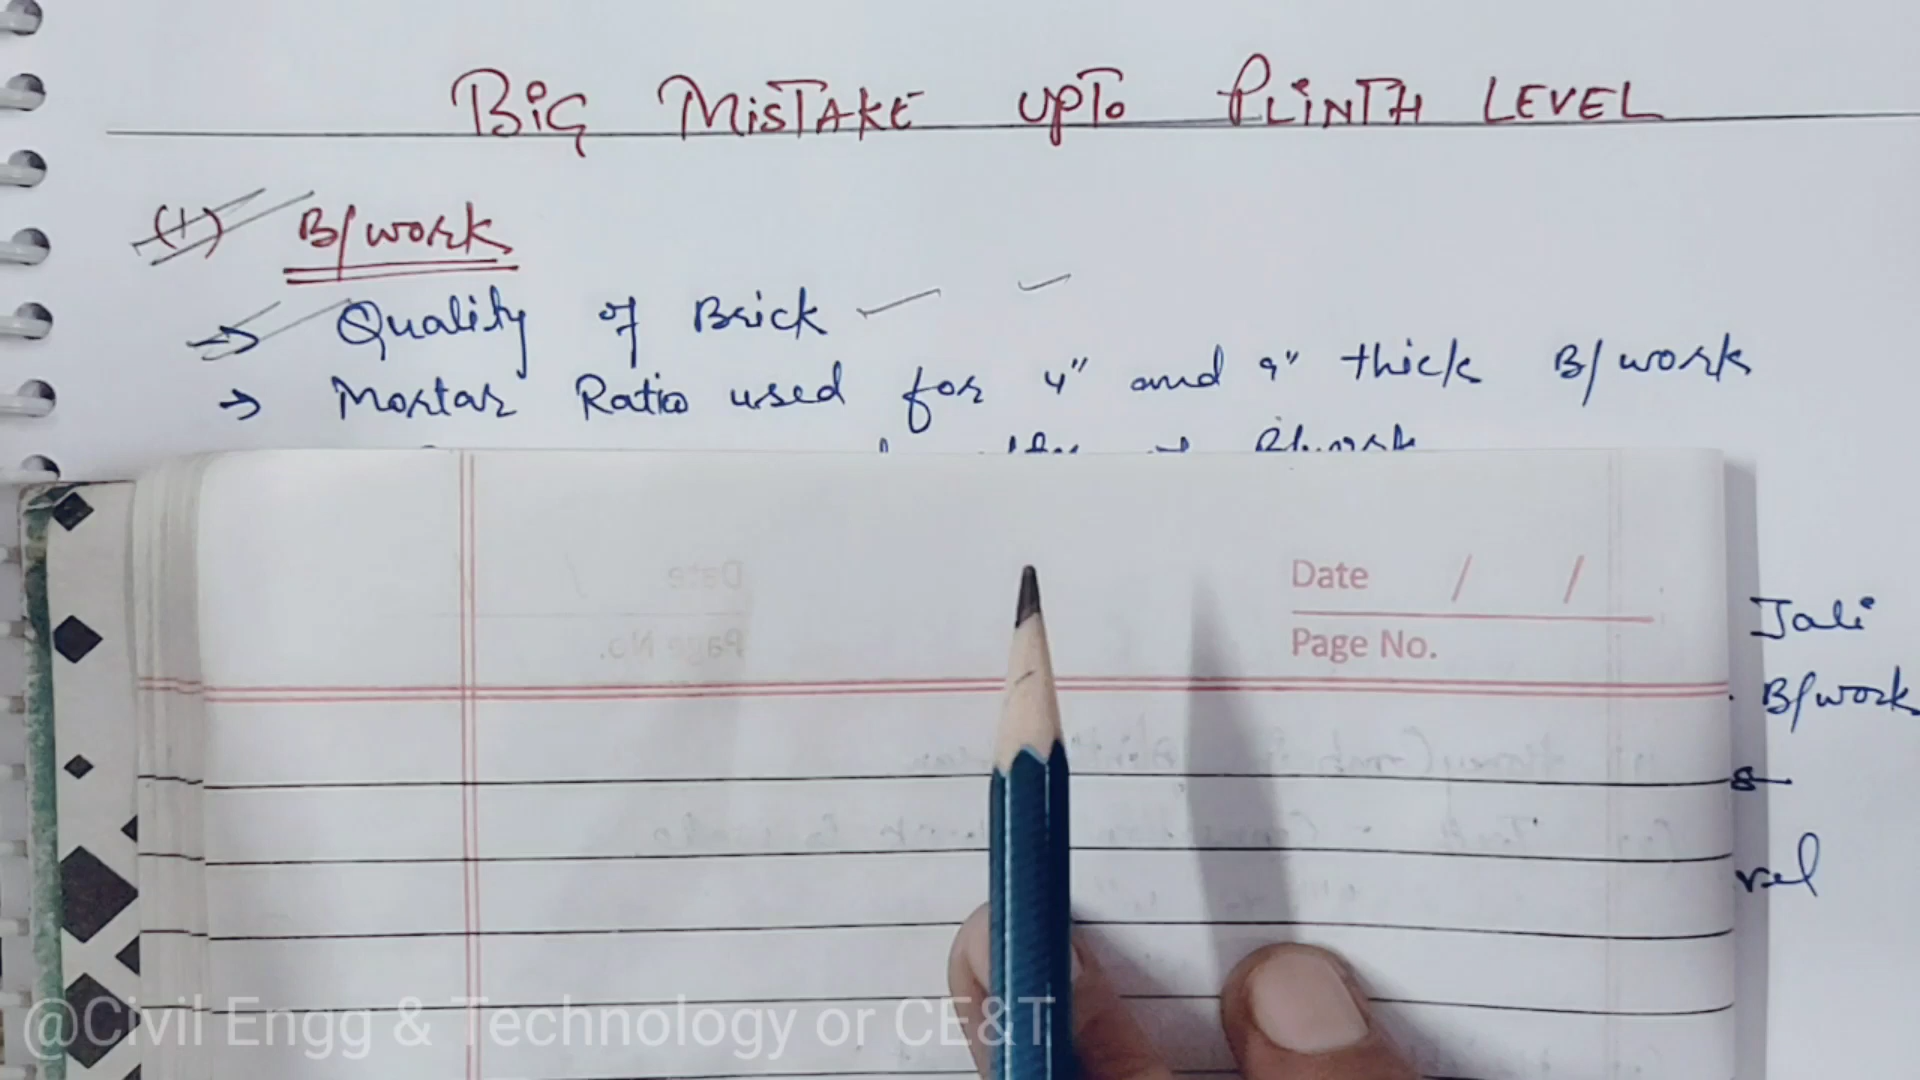 BiG MisTAKE UPTo PLiNTH LEVEL
(1) B/work
→ Quality of Brick
→ Mortar Ratio used for 4" and 9" thick B/work
Date / /
Page No.
Jali
B/work
vel
@Civil Engg & Technology or CE&T